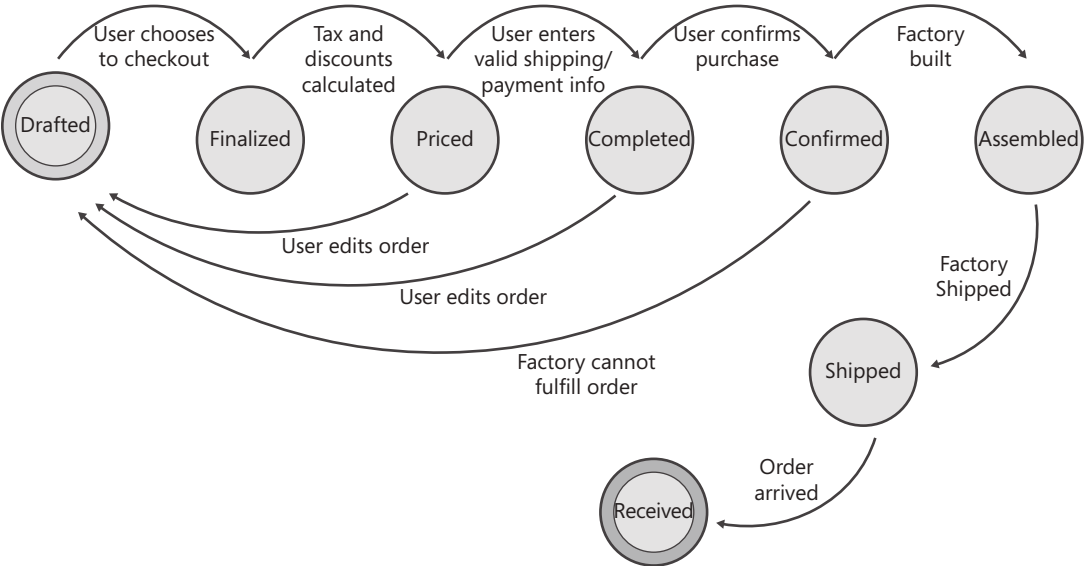 User chooses
to checkout
Tax and
discounts
calculated
User enters
valid shipping/
payment info
User confirms
purchase
Factory
built
Drafted
Finalized
Priced
Completed
Confirmed
Assembled
User edits order
User edits order
Factory cannot
fulfill order
Factory
Shipped
Shipped
Order
arrived
Received